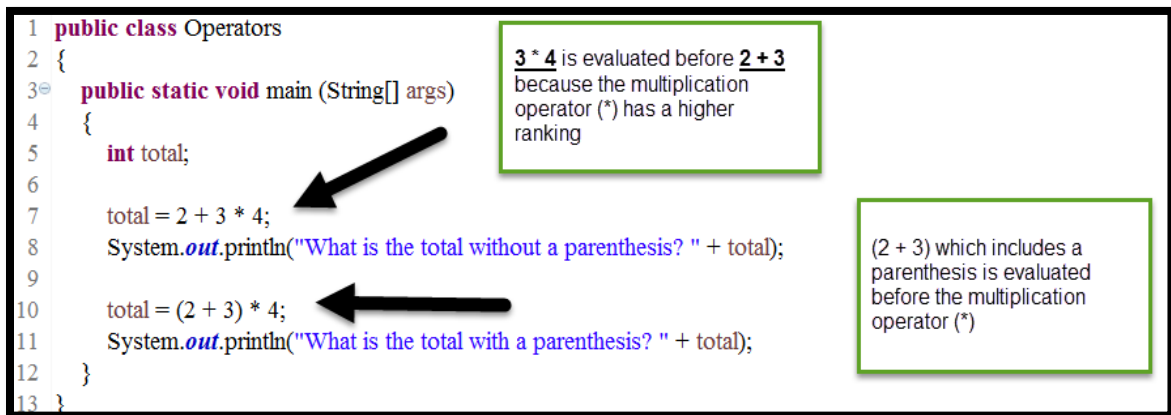 1 public class Operators
2 {
3 public static void main (String[] args)
4 {
5 int total;
6
7 total = 2 + 3 * 4;
8 System.out.println("What is the total without a parenthesis? " + total);
9
10 total = (2 + 3) * 4;
11 System.out.println("What is the total with a parenthesis? " + total);
12 }
13 }
3 * 4 is evaluated before 2 + 3
because the multiplication
operator (*) has a higher
ranking
(2 + 3) which includes a
parenthesis is evaluated
before the multiplication
operator (*)